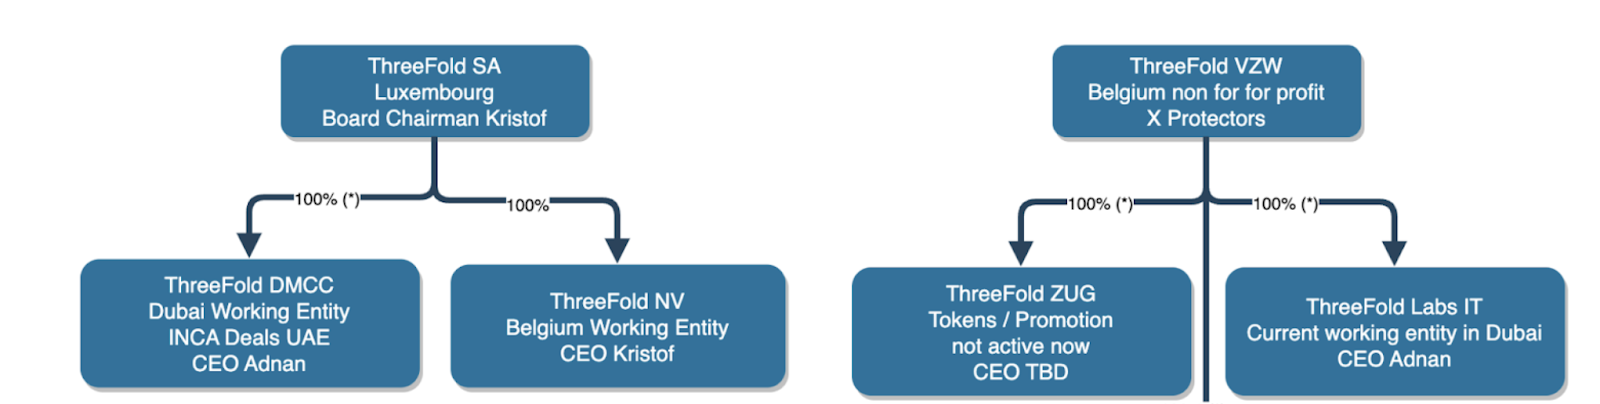 ThreeFold SA
Luxembourg
Board Chairman Kristof
100% (*)
100%
ThreeFold DMCC
Dubai Working Entity
INCA Deals UAE
CEO Adnan
ThreeFold NV
Belgium Working Entity
CEO Kristof
ThreeFold VZW
Belgium non for for profit
X Protectors
100% (*)
100% (*)
ThreeFold ZUG
Tokens / Promotion
not active now
CEO TBD
ThreeFold Labs IT
Current working entity in Dubai
CEO Adnan